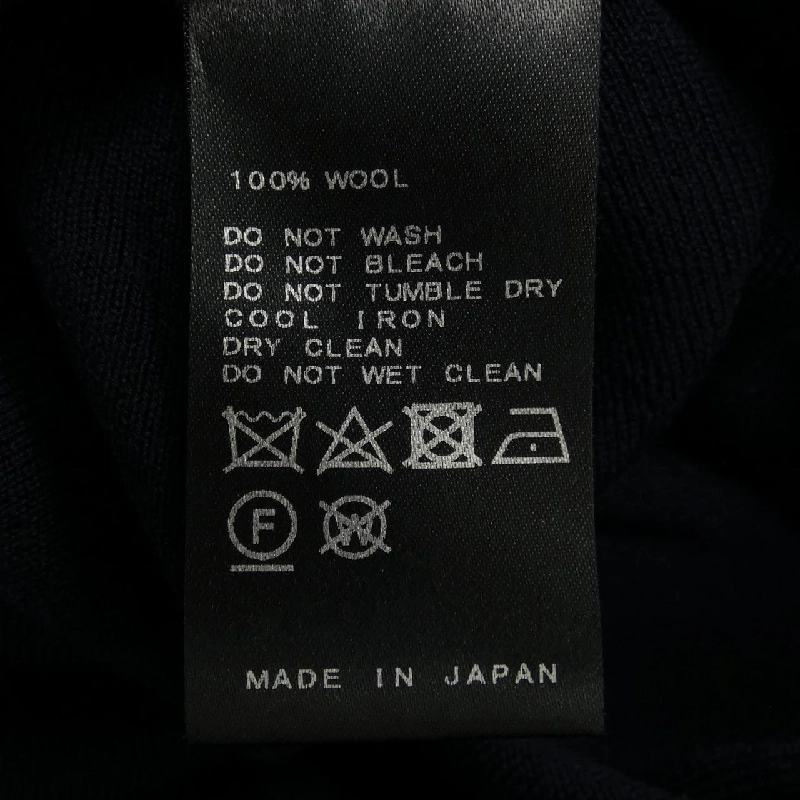 100% WOOL
DO NOT WASH
DO NOT BLEACH
DO NOT TUMBLE DRY
COOL IRON
DRY CLEAN
DO NOT WET CLEAN
F W
MADE IN JAPAN